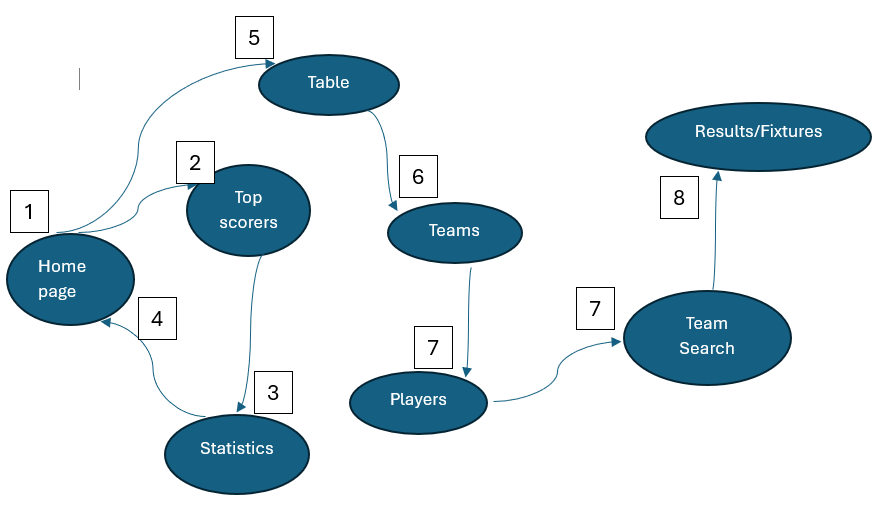 5
Table
2
Top
scorers
1
Home
page
4
3
Statistics
6
Teams
7
Players
7
Team
Search
8
Results/Fixtures